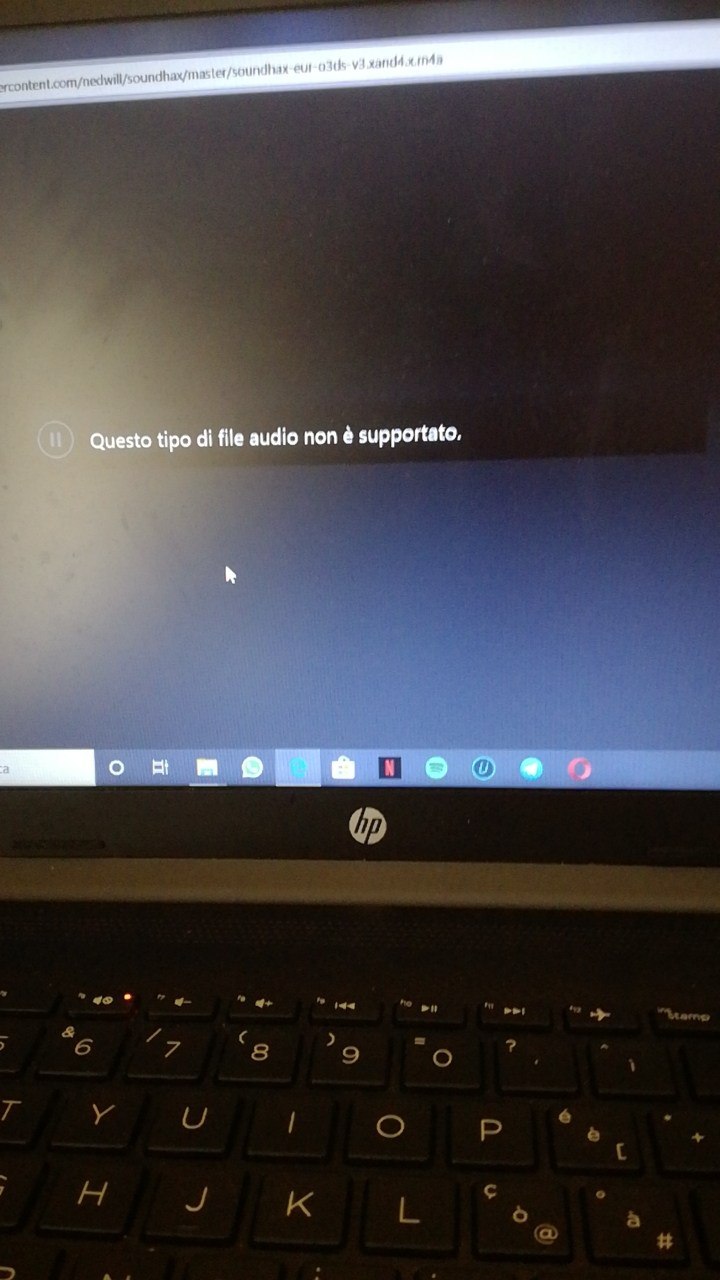 ercontent.com/nedwill/soundhax/master/soundhax-eur-o3ds-v3.xand4.x.m4a
Questo tipo di file audio non è supportato.
ca
N
U
hp
stamp
& 6 / 7 ( 8 ) 9 = 0 ? ' ^ ì
T Y U I O P é è [ * +
H J K L ç ò @ ° à #